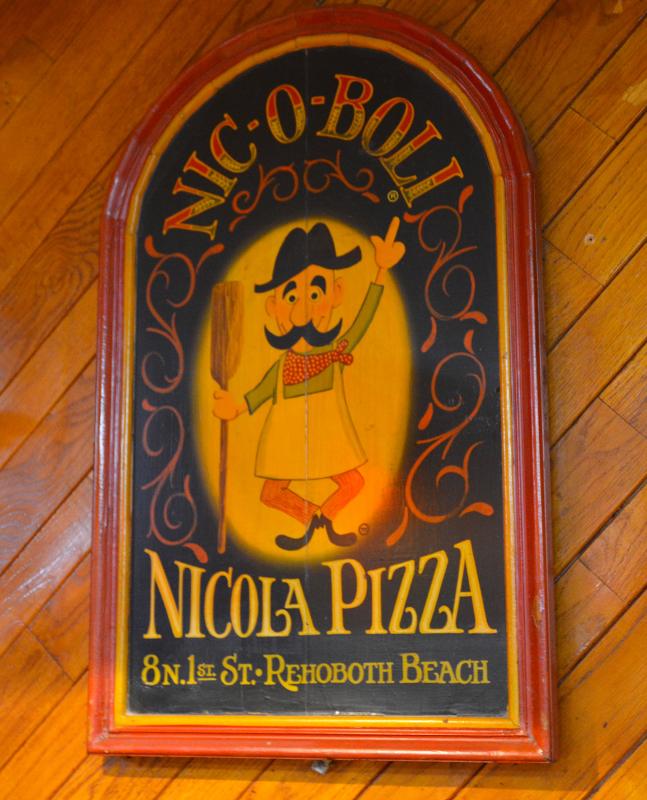 NIC-O-BOLI®
NICOLA PIZZA
8 N. 1ST. ST. • REHOBOTH BEACH